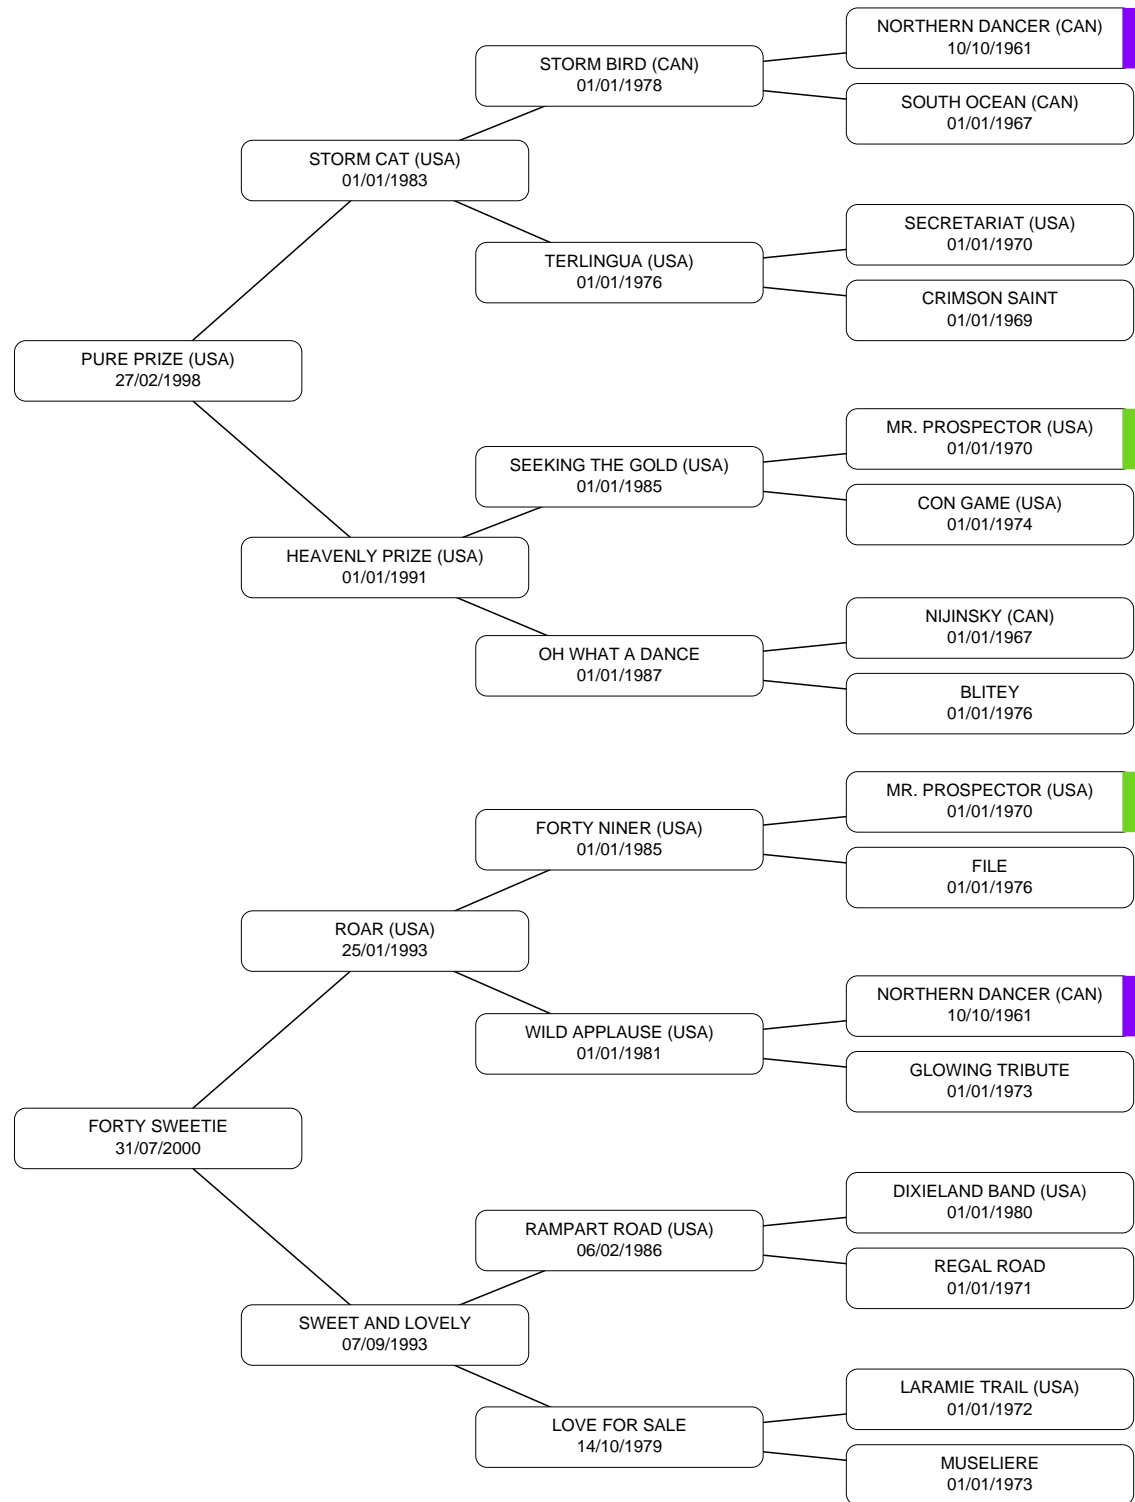 NORTHERN DANCER (CAN)
10/10/1961
STORM BIRD (CAN)
01/01/1978
SOUTH OCEAN (CAN)
01/01/1967
STORM CAT (USA)
01/01/1983
SECRETARIAT (USA)
01/01/1970
TERLINGUA (USA)
01/01/1976
CRIMSON SAINT
01/01/1969
PURE PRIZE (USA)
27/02/1998
MR. PROSPECTOR (USA)
01/01/1970
SEEKING THE GOLD (USA)
01/01/1985
CON GAME (USA)
01/01/1974
HEAVENLY PRIZE (USA)
01/01/1991
NIJINSKY (CAN)
01/01/1967
OH WHAT A DANCE
01/01/1987
BLITEY
01/01/1976
MR. PROSPECTOR (USA)
01/01/1970
FORTY NINER (USA)
01/01/1985
FILE
01/01/1976
ROAR (USA)
25/01/1993
NORTHERN DANCER (CAN)
10/10/1961
WILD APPLAUSE (USA)
01/01/1981
GLOWING TRIBUTE
01/01/1973
FORTY SWEETIE
31/07/2000
DIXIELAND BAND (USA)
01/01/1980
RAMPART ROAD (USA)
06/02/1986
REGAL ROAD
01/01/1971
SWEET AND LOVELY
07/09/1993
LARAMIE TRAIL (USA)
01/01/1972
LOVE FOR SALE
14/10/1979
MUSELIERE
01/01/1973